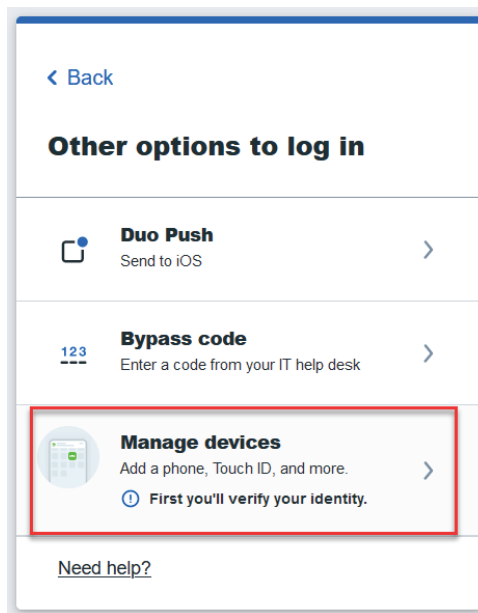 Back
Other options to log in
Duo Push
Send to iOS
123
Bypass code
Enter a code from your IT help desk
Manage devices
Add a phone, Touch ID, and more.
First you'll verify your identity.
Need help?